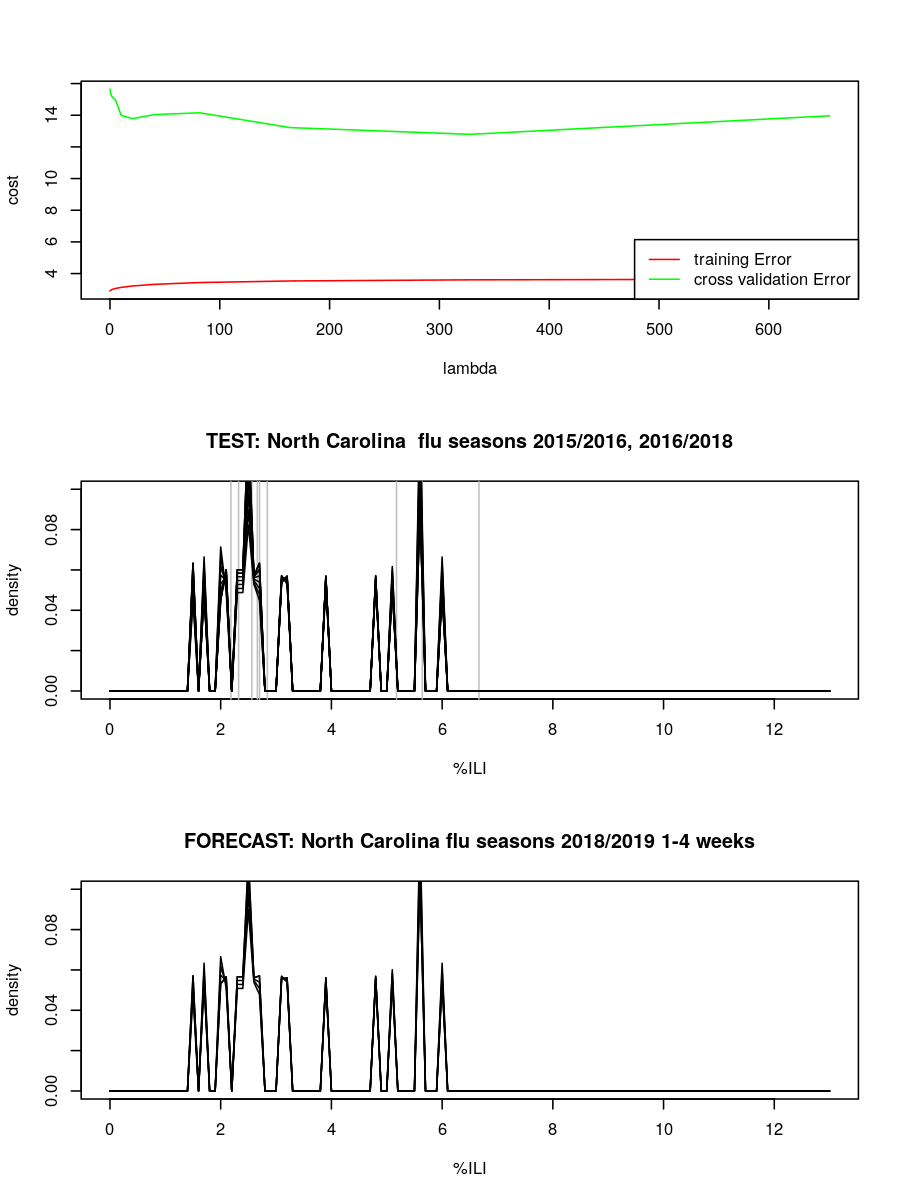 cost
14
10
8
6
4
training Error
cross validation Error
0 100 200 300 400 500 600
lambda
TEST: North Carolina  flu seasons 2015/2016, 2016/2018
density
0.08
0.04
0.00
0 2 4 6 8 10 12
%ILI
FORECAST: North Carolina flu seasons 2018/2019 1-4 weeks
density
0.08
0.04
0.00
0 2 4 6 8 10 12
%ILI